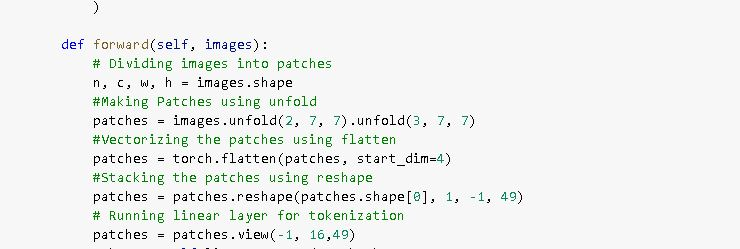 )
def forward(self, images):
# Dividing images into patches
n, c, w, h = images.shape
#Making Patches using unfold
patches = images.unfold(2, 7, 7).unfold(3, 7, 7)
#Vectorizing the patches using flatten
patches = torch.flatten(patches, start_dim=4)
#Stacking the patches using reshape
patches = patches.reshape(patches.shape[0], 1, -1, 49)
# Running linear layer for tokenization
patches = patches.view(-1, 16,49)